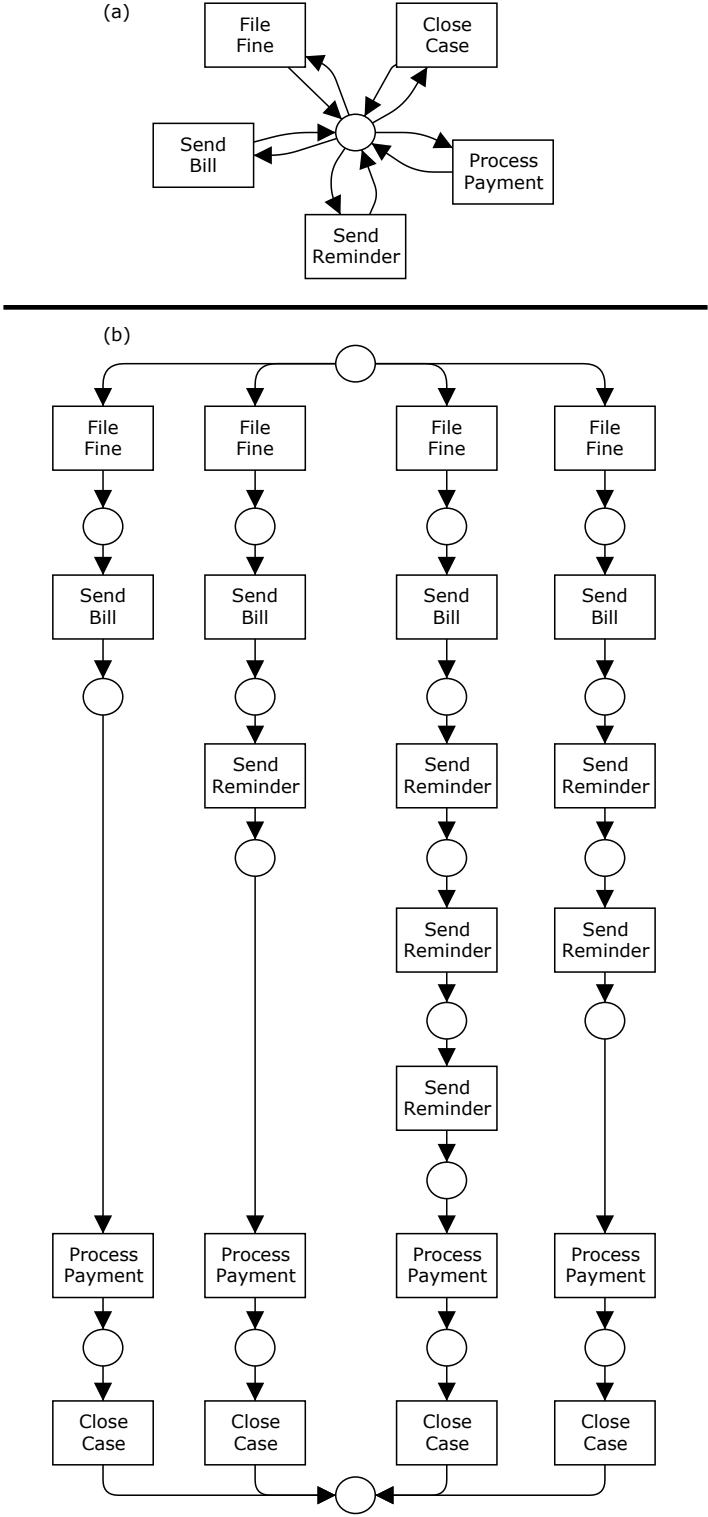 (a)
File
Fine
Close
Case
Send
Bill
Process
Payment
Send
Reminder
(b)
File
Fine
File
Fine
File
Fine
File
Fine
Send
Bill
Send
Bill
Send
Bill
Send
Bill
Send
Reminder
Send
Reminder
Send
Reminder
Send
Reminder
Send
Reminder
Send
Reminder
Process
Payment
Process
Payment
Process
Payment
Process
Payment
Close
Case
Close
Case
Close
Case
Close
Case